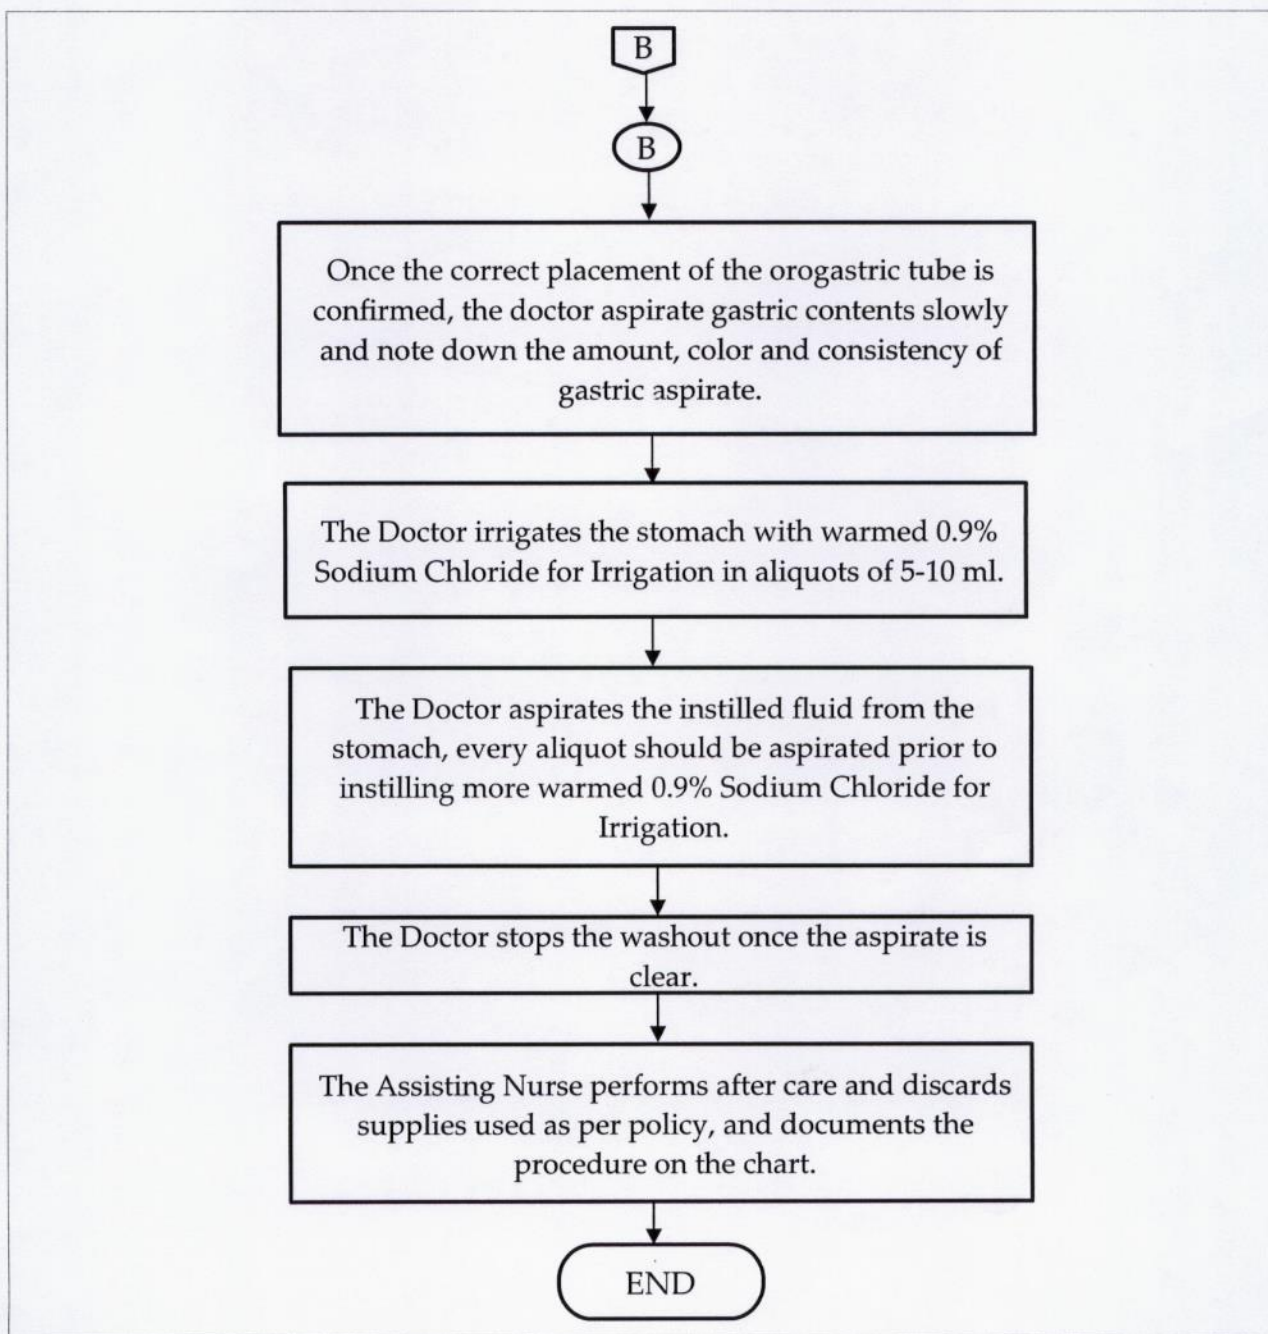 B
B
Once the correct placement of the orogastric tube is
confirmed, the doctor aspirate gastric contents slowly
and note down the amount, color and consistency of
gastric aspirate.
The Doctor irrigates the stomach with warmed 0.9%
Sodium Chloride for Irrigation in aliquots of 5-10 ml.
The Doctor aspirates the instilled fluid from the
stomach, every aliquot should be aspirated prior to
instilling more warmed 0.9% Sodium Chloride for
Irrigation.
The Doctor stops the washout once the aspirate is
clear.
The Assisting Nurse performs after care and discards
supplies used as per policy, and documents the
procedure on the chart.
END